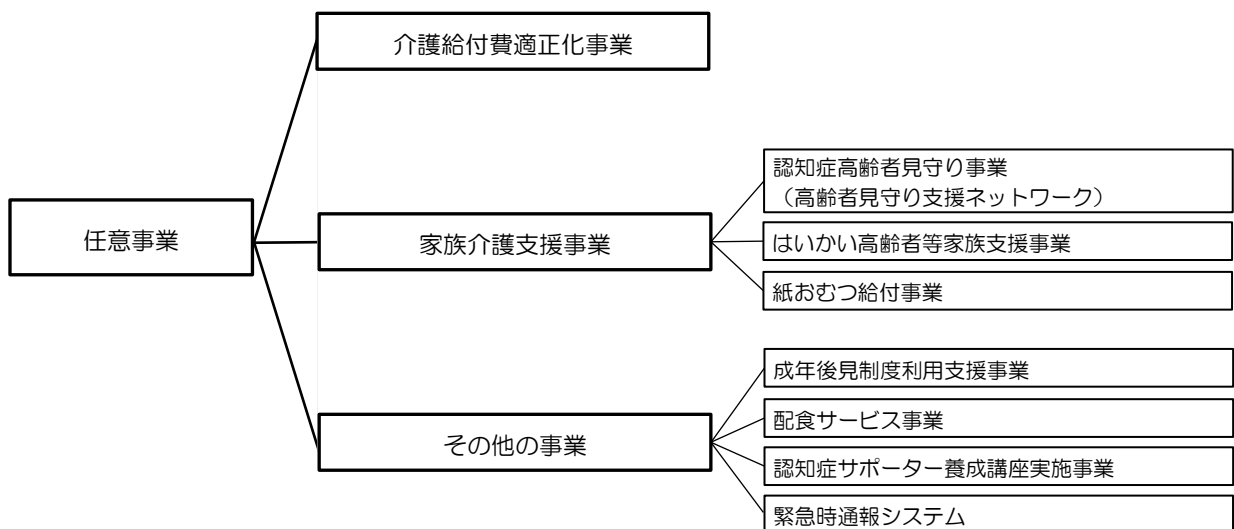 任意事業
介護給付費適正化事業
家族介護支援事業
認知症高齢者見守り事業
（高齢者見守り支援ネットワーク）
はいかい高齢者等家族支援事業
紙おむつ給付事業
その他の事業
成年後見制度利用支援事業
配食サービス事業
認知症サポーター養成講座実施事業
緊急時通報システム